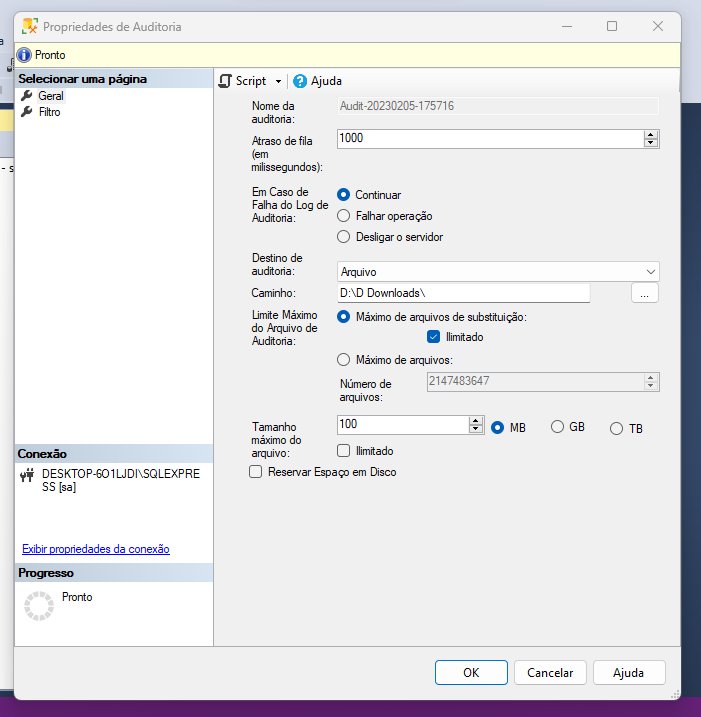 Propriedades de Auditoria
Pronto
Selecionar uma página
Geral
Filtro
Script
Ajuda
Nome da
auditoria:
Audit-20230205-175716
Atraso de fila
(em
milissegundos):
1000
Em Caso de
Falha do Log de
Auditoria:
Continuar
Falhar operação
Desligar o servidor
Destino de
auditoria:
Arquivo
Caminho:
D:\D Downloads\
...
Limite Máximo
do Arquivo de
Auditoria:
Máximo de arquivos de substituição:
Ilimitado
Máximo de arquivos:
Número de
arquivos:
2147483647
Tamanho
máximo do
arquivo:
100
MB
GB
TB
Ilimitado
Reservar Espaço em Disco
Conexão
DESKTOP-6O1LJDI\SQLEXPRE
SS [sa]
Exibir propriedades da conexão
Progresso
Pronto
OK
Cancelar
Ajuda